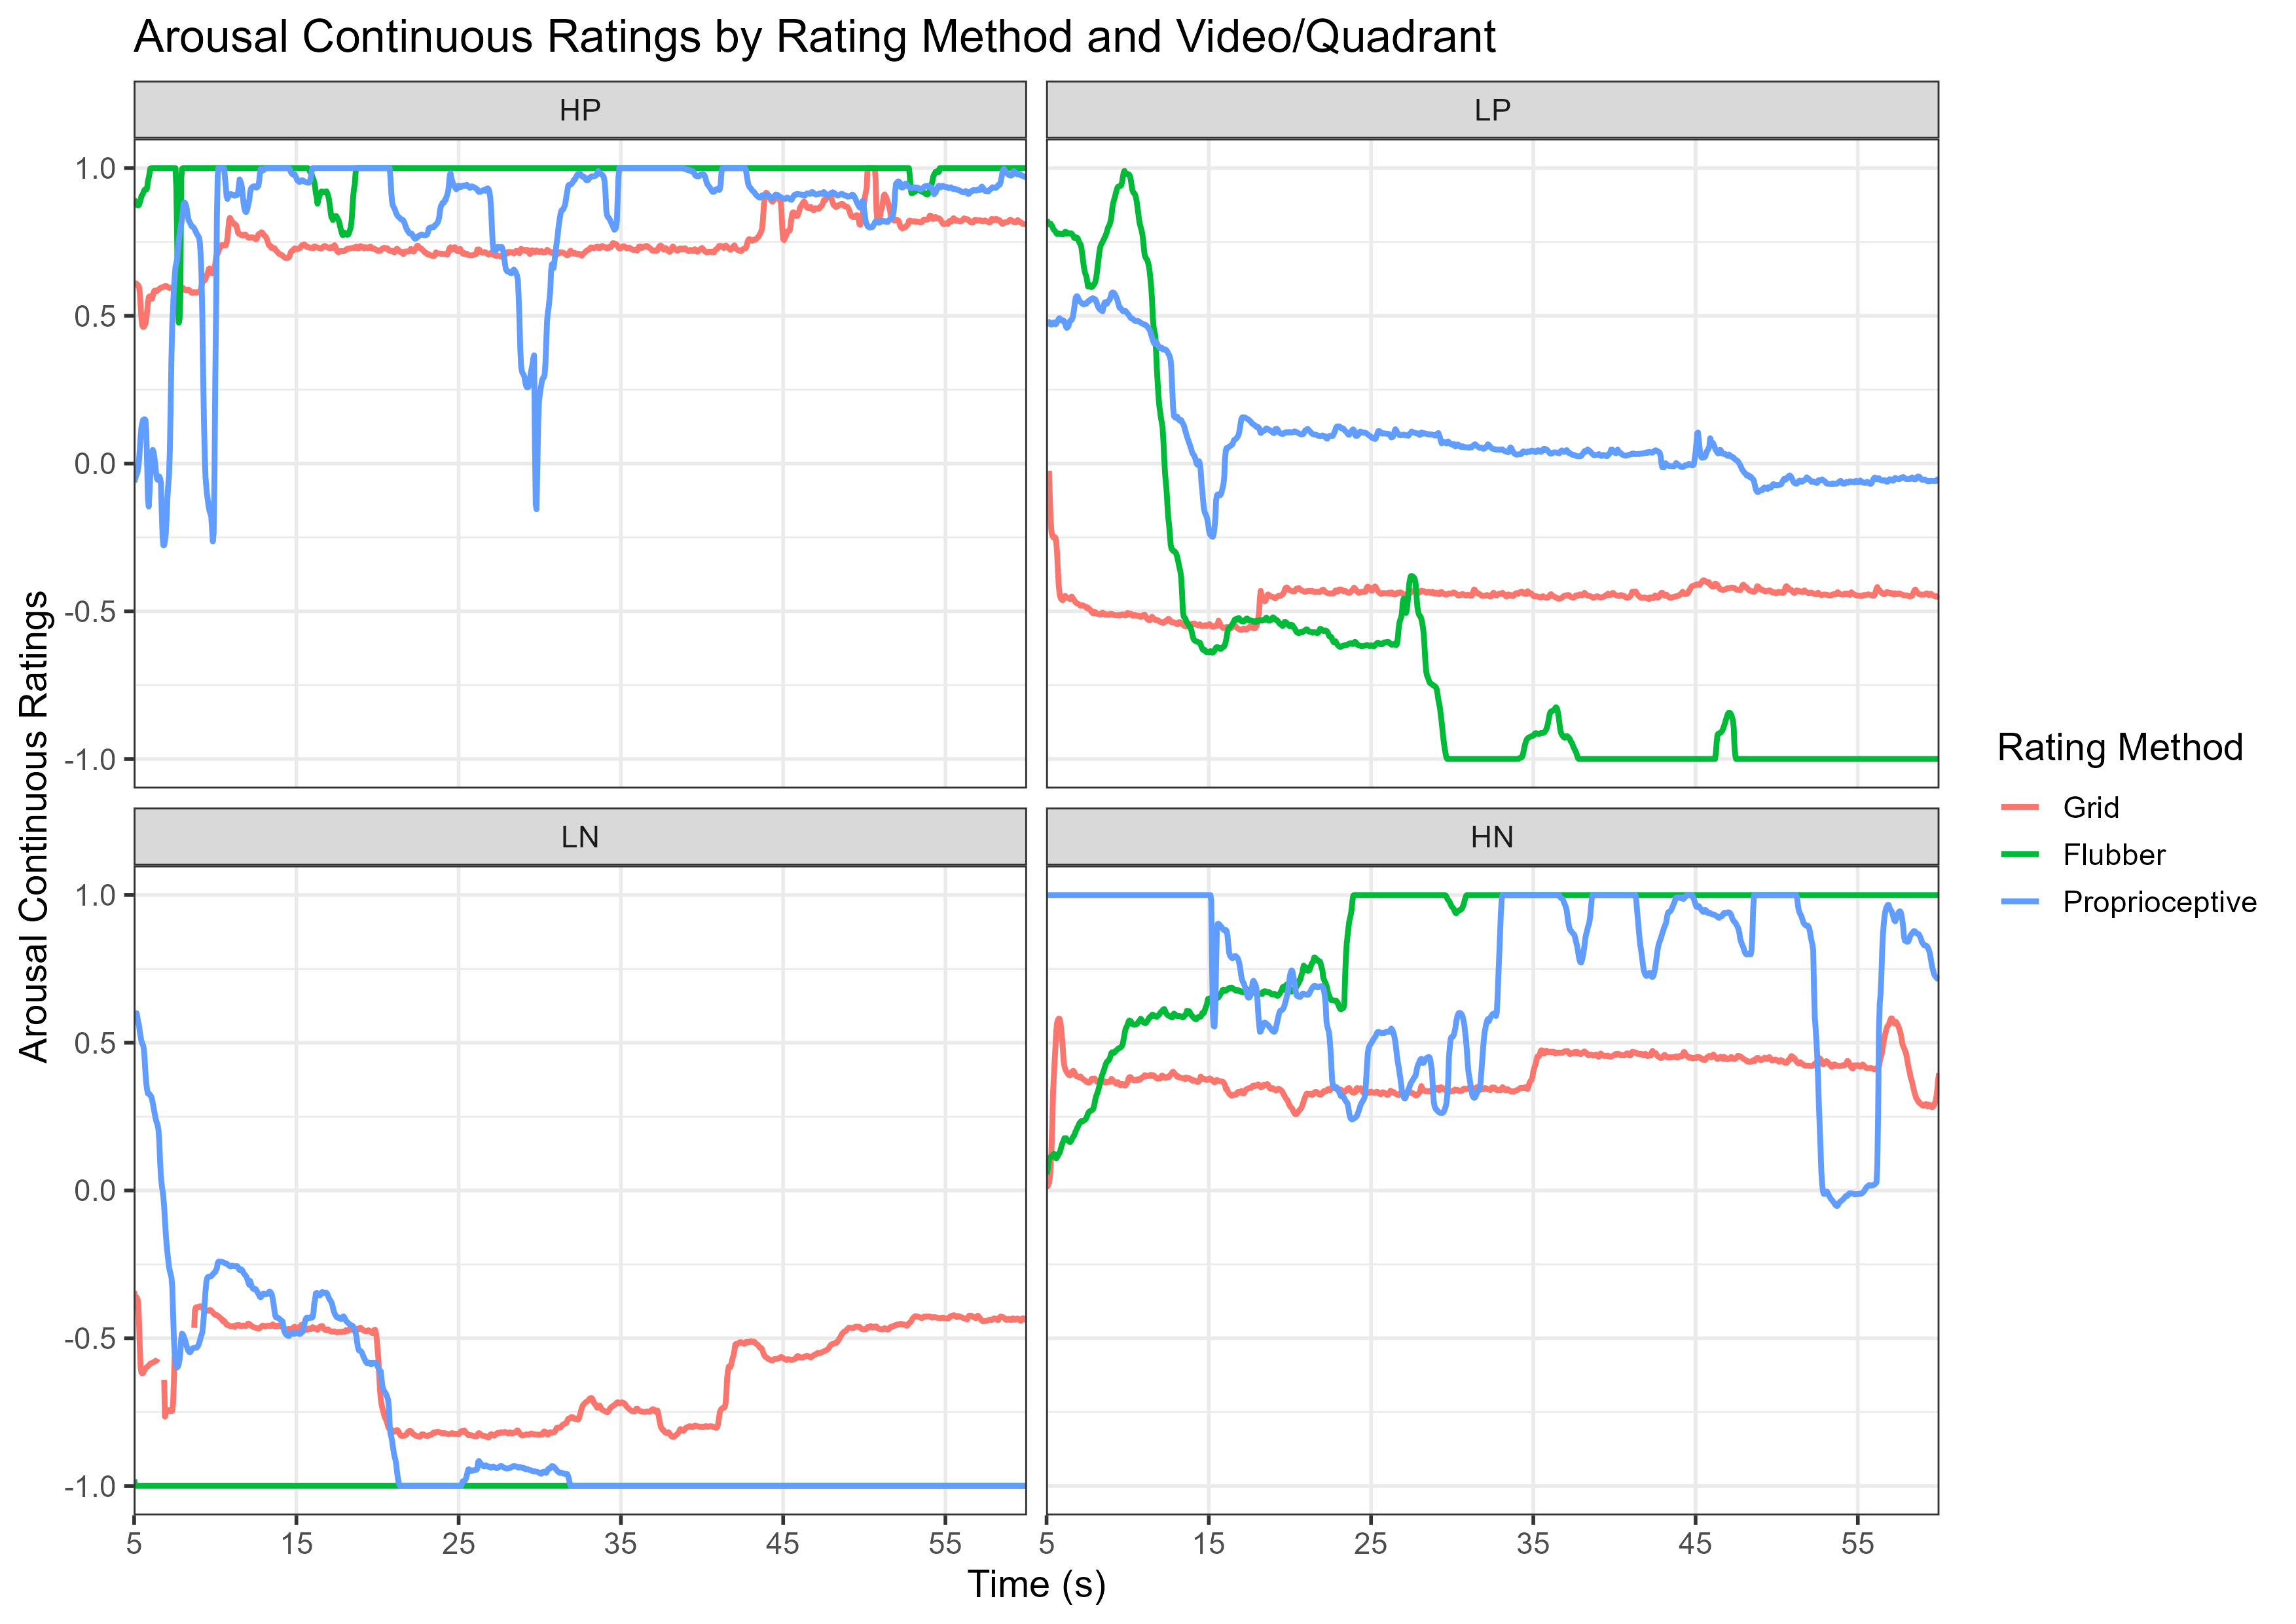 Arousal Continuous Ratings by Rating Method and Video/Quadrant
HP
LP
1.0
0.5
0.0
-0.5
-1.0
LN
HN
1.0
0.5
0.0
-0.5
-1.0
5 15 25 35 45 55
5 15 25 35 45 55
Time (s)
Arousal Continuous Ratings
Rating Method
Grid
Flubber
Proprioceptive